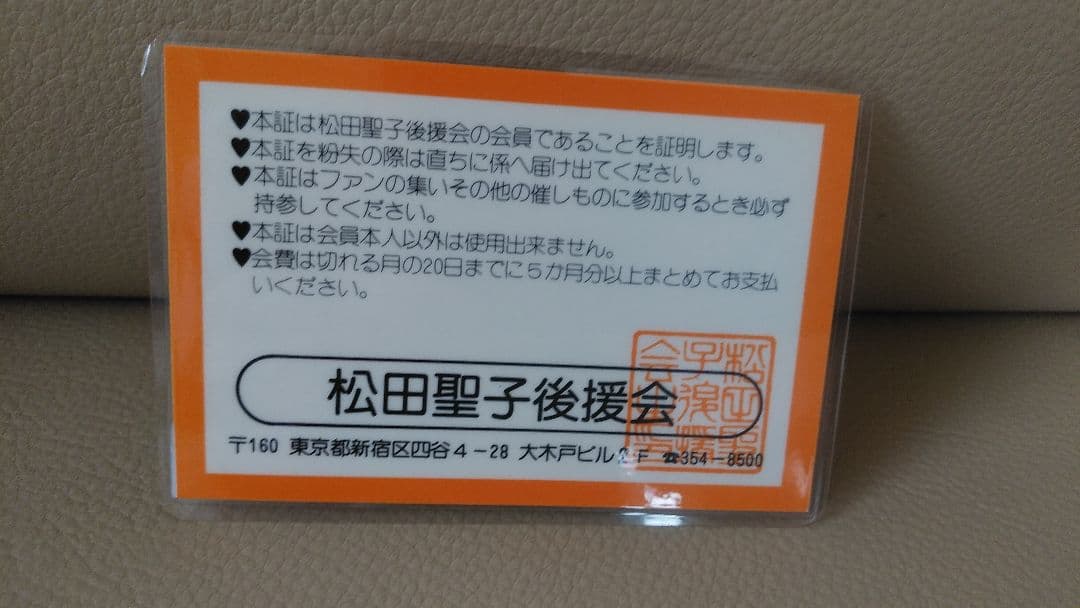 ♥本証は松田聖子後援会の会員であることを証明します。
♥本証を紛失の際は直ちに係へ届け出てください。
♥本証はファンの集いその他の催しものに参加するとき必ず
持参してください。
♥本証は会員本人以外は使用出来ません。
♥会費は切れる月の20日までに5カ月分以上まとめてお支払
いください。
松田聖子後援会
〒160 東京都新宿区四谷4-28 大木戸ビル2F ☎354-8500